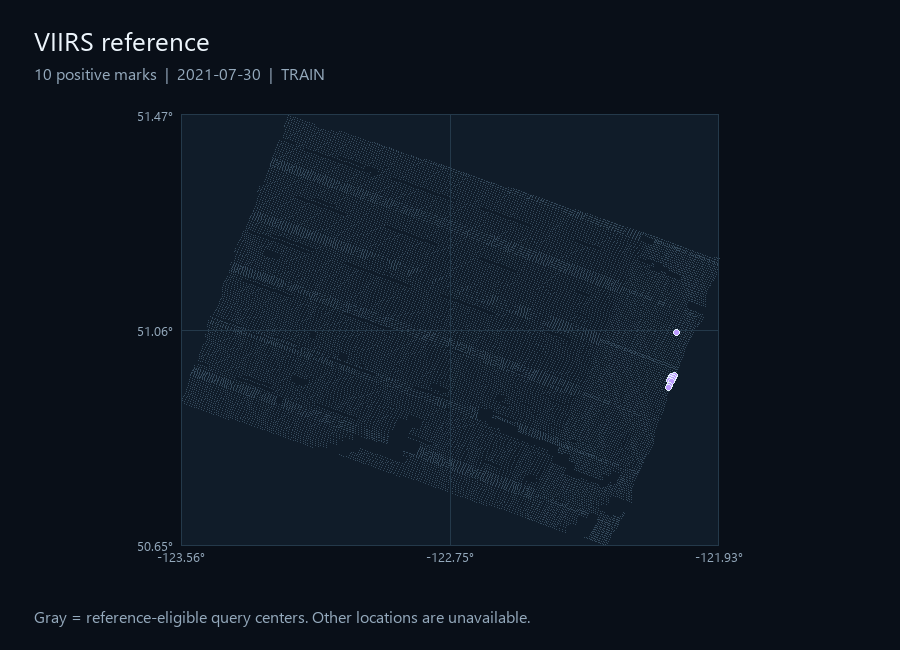 VIIRS reference
10 positive marks | 2021-07-30 | TRAIN
51.47°
51.06°
50.65°
-123.56°
-122.75°
-121.93°
Gray = reference-eligible query centers. Other locations are unavailable.